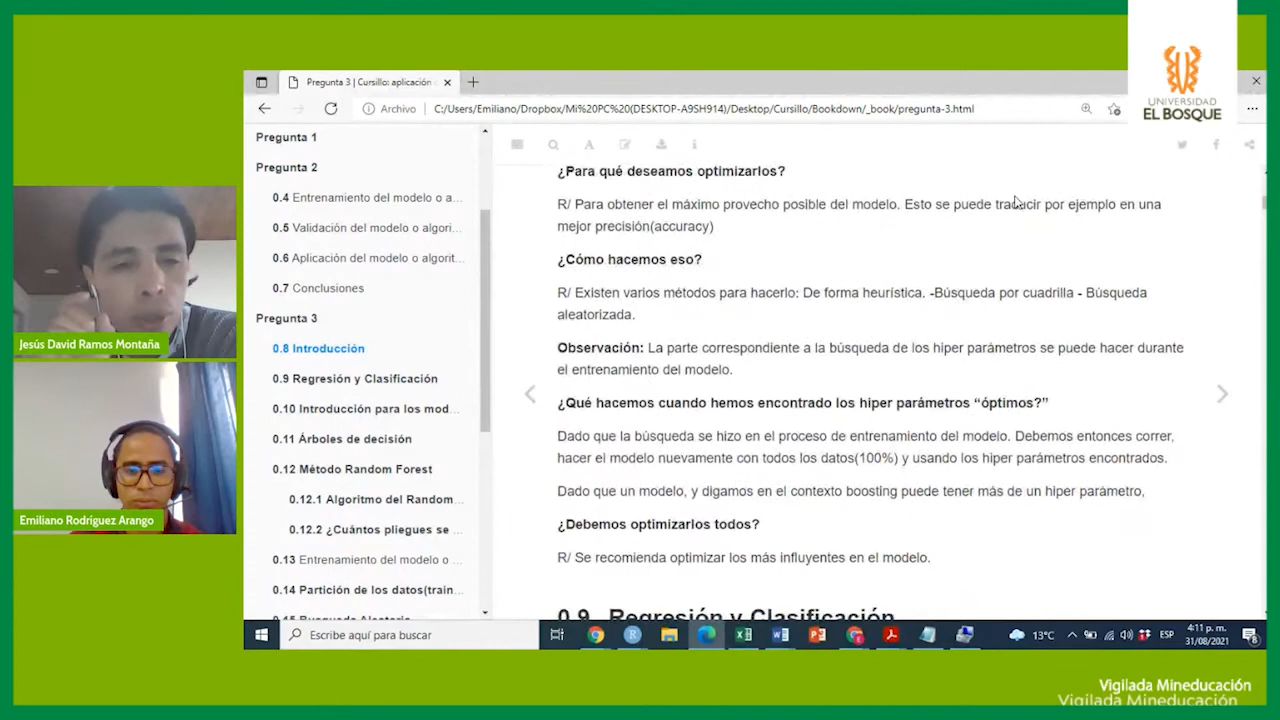 UNIVERSIDAD
EL BOSQUE
Pregunta 3 | Cursillo: aplicación
Archivo
C:/Users/Emiliano/Dropbox/Mi%20PC%20(DESKTOP-A9SH914)/Desktop/Cursillo/Bookdown/_book/pregunta-3.html
Pregunta 1
Pregunta 2
0.4 Entrenamiento del modelo o a...
0.5 Validación del modelo o algori...
0.6 Aplicación del modelo o algorit...
0.7 Conclusiones
Pregunta 3
0.8 Introducción
0.9 Regresión y Clasificación
0.10 Introducción para los mod...
0.11 Árboles de decisión
0.12 Método Random Forest
0.12.1 Algoritmo del Random...
0.12.2 ¿Cuántos pliegues se ...
0.13 Entrenamiento del modelo o ...
0.14 Partición de los datos(train...
0.15 Busqueda Aleatoria
¿Para qué deseamos optimizarlos?
R/ Para obtener el máximo provecho posible del modelo. Esto se puede traducir por ejemplo en una
mejor precisión(accuracy)
¿Cómo hacemos eso?
R/ Existen varios métodos para hacerlo: De forma heurística. -Búsqueda por cuadrilla - Búsqueda
aleatorizada.
Observación: La parte correspondiente a la búsqueda de los hiper parámetros se puede hacer durante
el entrenamiento del modelo.
¿Qué hacemos cuando hemos encontrado los hiper parámetros “óptimos?”
Dado que la búsqueda se hizo en el proceso de entrenamiento del modelo. Debemos entonces correr,
hacer el modelo nuevamente con todos los datos(100%) y usando los hiper parámetros encontrados.
Dado que un modelo, y digamos en el contexto boosting puede tener más de un hiper parámetro,
¿Debemos optimizarlos todos?
R/ Se recomienda optimizar los más influyentes en el modelo.
0.9 Regresión y Clasificación
Jesús David Ramos Montaña
Emiliano Rodríguez Arango
Escribe aquí para buscar
13°C
ESP
4:11 p. m.
31/08/2021
8
Vigilada Mineducación
Vigilada Mineducación